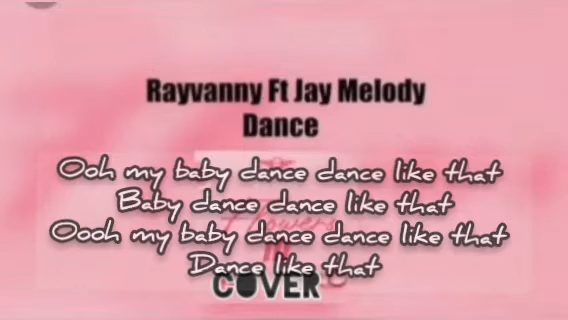 Rayvanny Ft Jay Melody
Dance
Ooh my baby dance dance like that
Baby dance dance like that
Flowers
Oooh my baby dance dance like that
Dance like that
COVER